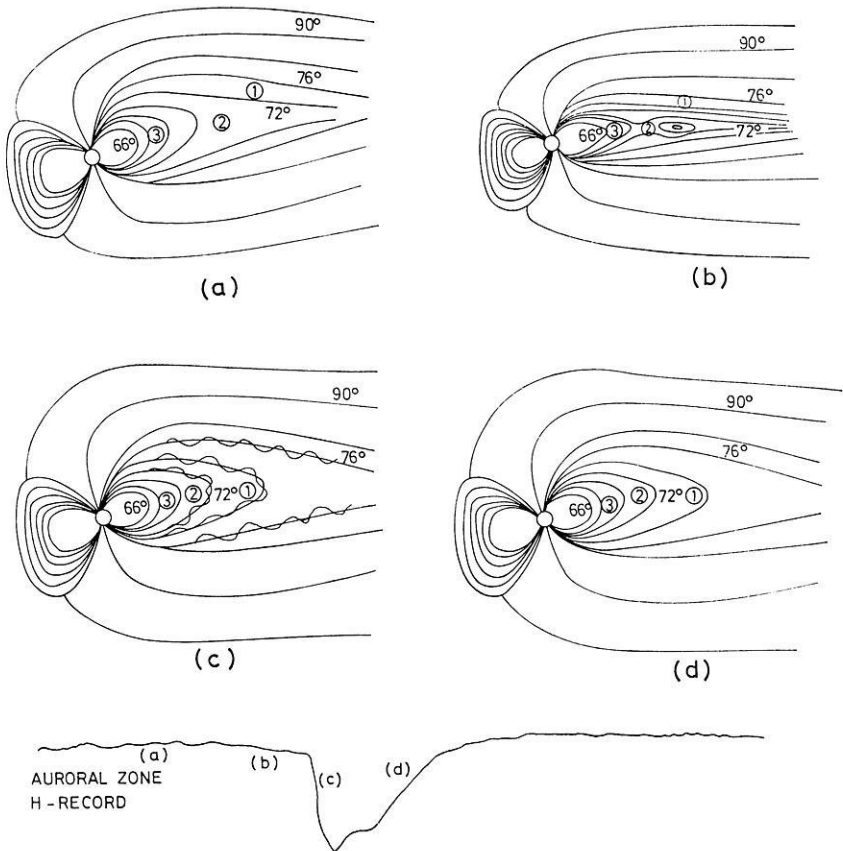 90°
76°
①
72°
②
66°
③
(a)
90°
76°
①
72°
②
66°
③
(b)
90°
76°
①
72°
②
66°
③
(c)
90°
76°
①
72°
②
66°
③
(d)
(a)
(b)
(c)
(d)
AURORAL ZONE
H-RECORD